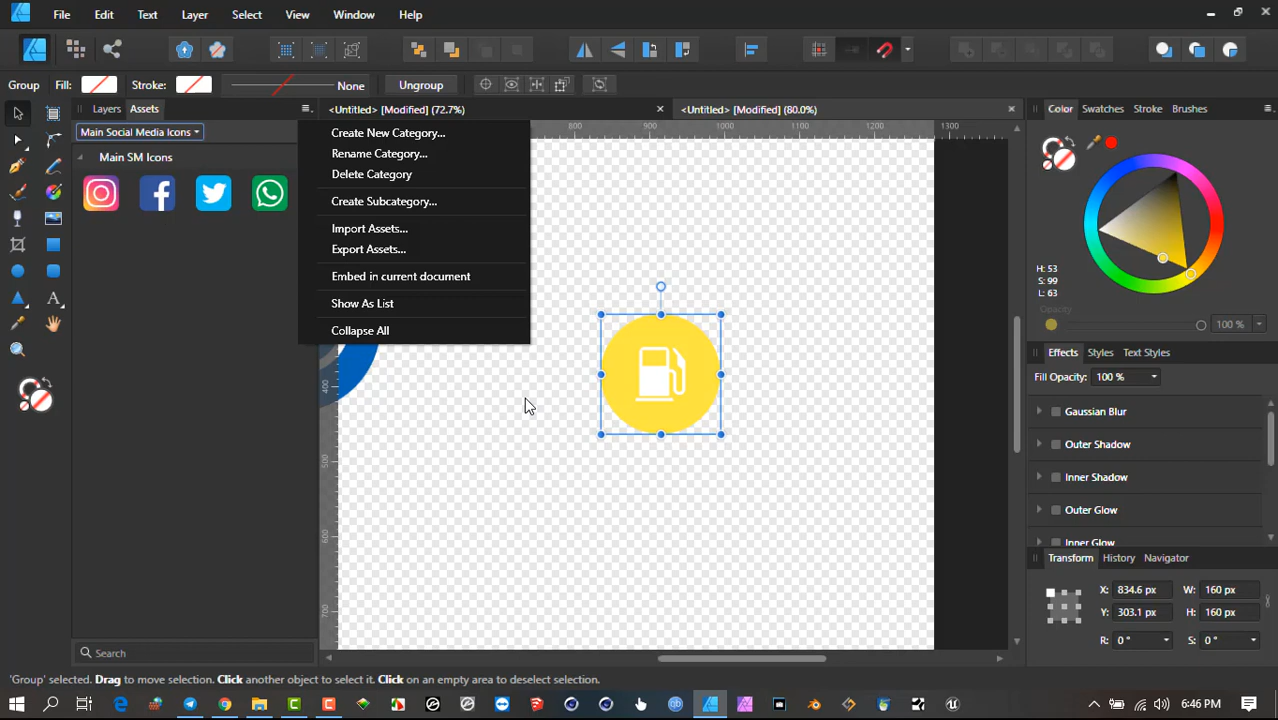 File Edit Text Layer Select View Window Help
Group Fill: Stroke: None Ungroup
Layers Assets
<Untitled> [Modified] (72.7%)
<Untitled> [Modified] (80.0%)
Color Swatches Stroke Brushes
Main Social Media Icons
Main SM Icons
Create New Category...
Rename Category...
Delete Category
Create Subcategory...
Import Assets...
Export Assets...
Embed in current document
Show As List
Collapse All
800 900 1000 1100 1200 1300
400
500
600
700
H: 53
S: 99
L: 63
Opacity
100 %
Effects Styles Text Styles
Fill Opacity: 100 %
Gaussian Blur
Outer Shadow
Inner Shadow
Outer Glow
Inner Glow
Transform History Navigator
X: 834.6 px W: 160 px
Y: 303.1 px H: 160 px
R: 0 ° S: 0 °
Search
'Group' selected. Drag to move selection. Click another object to select it. Click on an empty area to deselect selection.
6:46 PM